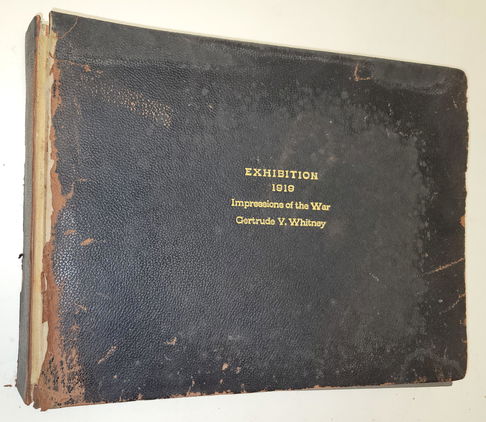 EXHIBITION
1919
Impressions of the War
Gertrude V. Whitney